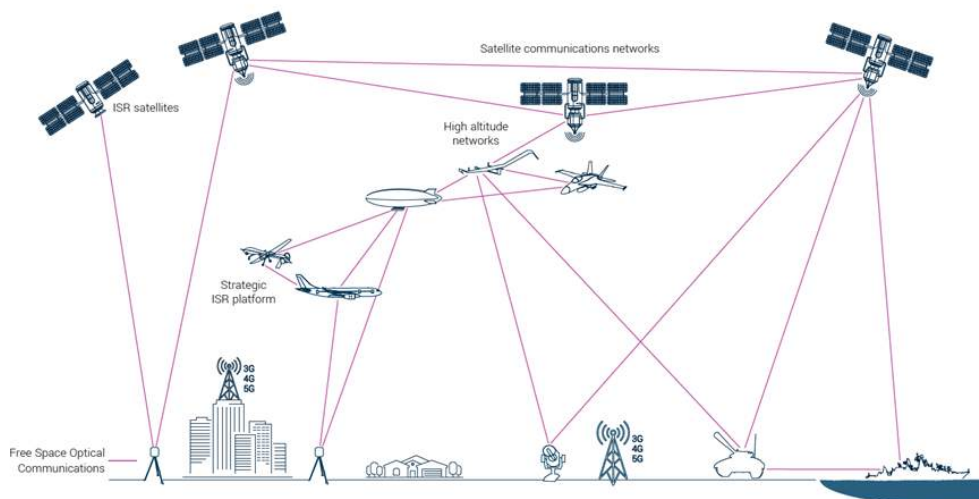 Satellite communications networks
ISR satellites
High altitude
networks
Strategic
ISR platform
3G
4G
5G
3G
4G
5G
Free Space Optical
Communications